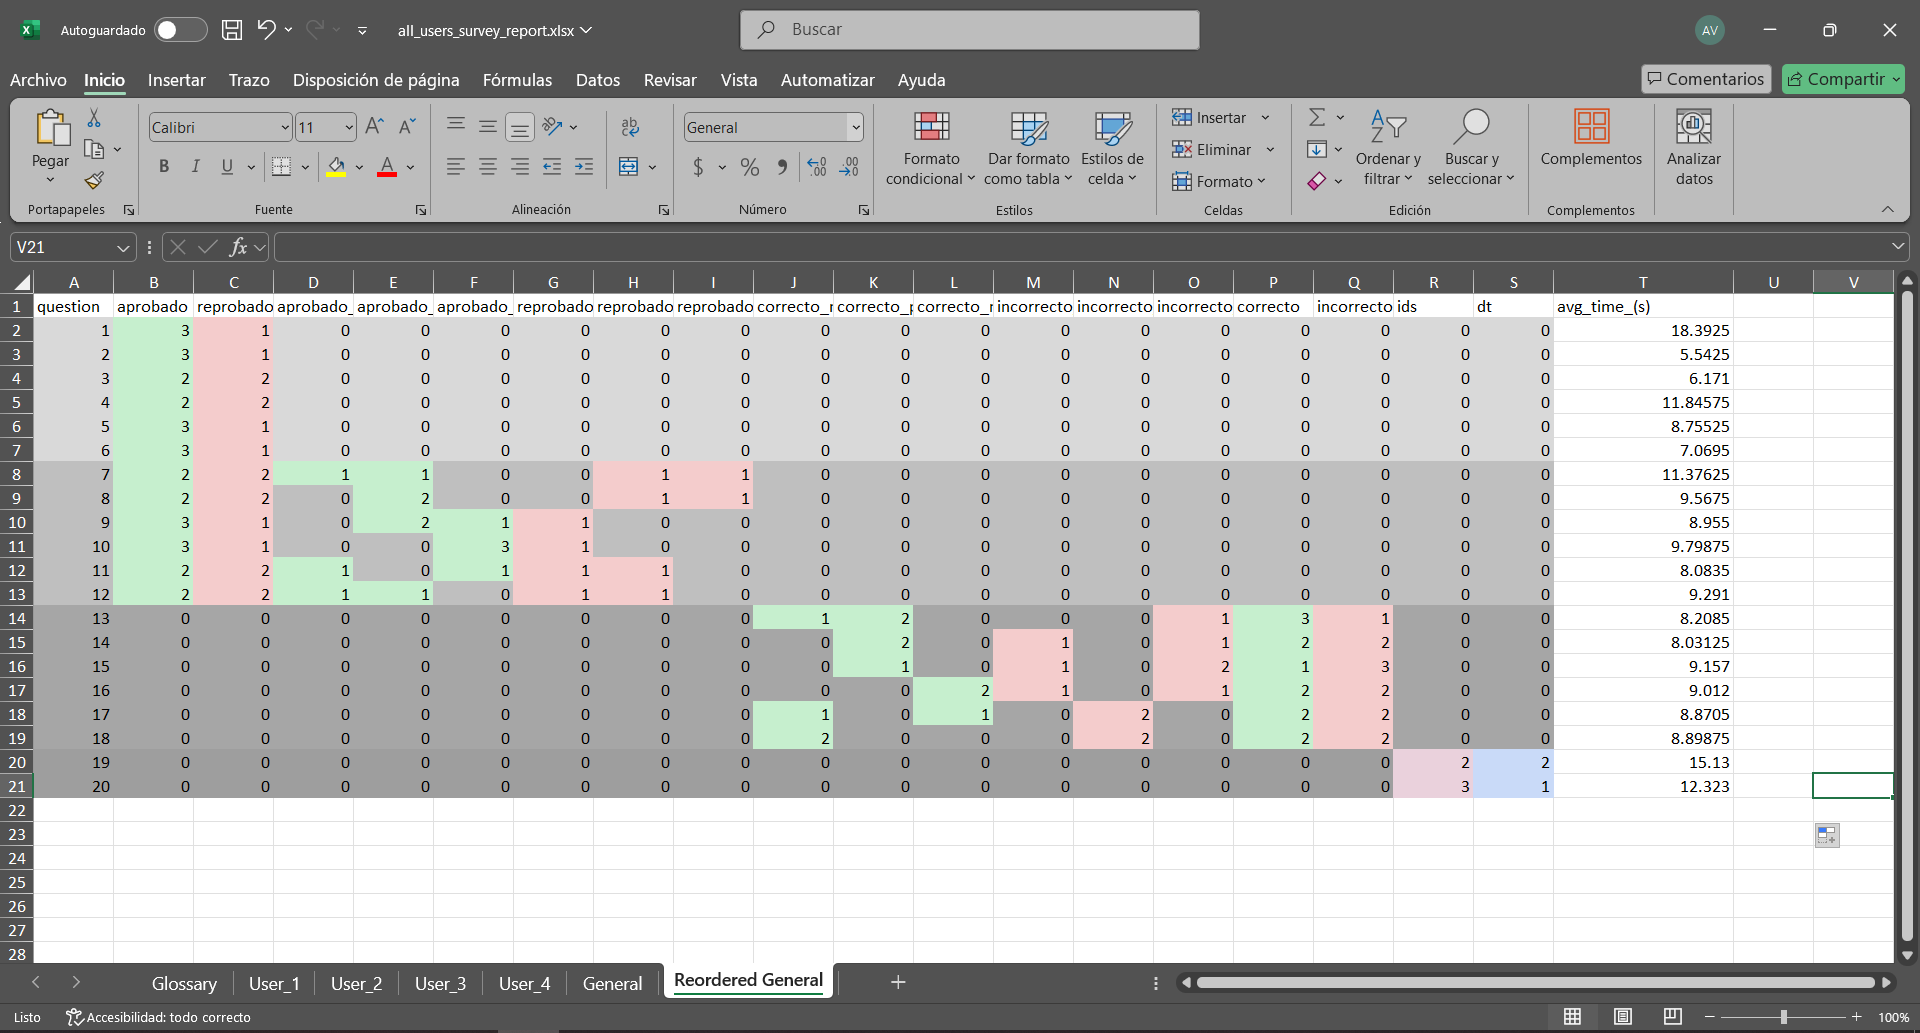 Autoguardado all_users_survey_report.xlsx Buscar AV
Archivo Inicio Insertar Trazo Disposición de página Fórmulas Datos Revisar Vista Automatizar Ayuda Comentarios Compartir
Pegar
Portapapeles
Calibri 11
N I U
Fuente
Alineación
General
$ %
Número
Formato condicional
Dar formato como tabla
Estilos de celda
Estilos
Insertar
Eliminar
Formato
Celdas
Ordenar y filtrar
Buscar y seleccionar
Edición
Complementos
Complementos
Analizar datos
V21 fx
A B C D E F G H I J K L M N O P Q R S T U V
1 question aprobado reprobado aprobado_ aprobado_ aprobado_ reprobado reprobado reprobado correcto_r correcto_p correcto_r incorrecto incorrecto incorrecto correcto incorrecto ids dt avg_time_(s)
2 1 3 1 0 0 0 0 0 0 0 0 0 0 0 0 0 0 0 0 18.3925
3 2 3 1 0 0 0 0 0 0 0 0 0 0 0 0 0 0 0 0 5.5425
4 3 2 2 0 0 0 0 0 0 0 0 0 0 0 0 0 0 0 0 6.171
5 4 2 2 0 0 0 0 0 0 0 0 0 0 0 0 0 0 0 0 11.84575
6 5 3 1 0 0 0 0 0 0 0 0 0 0 0 0 0 0 0 0 8.75525
7 6 3 1 0 0 0 0 0 0 0 0 0 0 0 0 0 0 0 0 7.0695
8 7 2 2 1 1 0 0 1 1 0 0 0 0 0 0 0 0 0 0 11.37625
9 8 2 2 0 2 0 0 1 1 0 0 0 0 0 0 0 0 0 0 9.5675
10 9 3 1 0 2 1 1 0 0 0 0 0 0 0 0 0 0 0 0 8.955
11 10 3 1 0 0 3 1 0 0 0 0 0 0 0 0 0 0 0 0 9.79875
12 11 2 2 1 0 1 1 1 0 0 0 0 0 0 0 0 0 0 0 8.0835
13 12 2 2 1 1 0 1 1 0 0 0 0 0 0 0 0 0 0 0 9.291
14 13 0 0 0 0 0 0 0 0 1 2 0 0 0 1 3 1 0 0 8.2085
15 14 0 0 0 0 0 0 0 0 0 2 0 1 0 1 2 2 0 0 8.03125
16 15 0 0 0 0 0 0 0 0 0 1 0 1 0 2 1 3 0 0 9.157
17 16 0 0 0 0 0 0 0 0 0 0 2 1 0 1 2 2 0 0 9.012
18 17 0 0 0 0 0 0 0 0 1 0 1 0 2 0 2 2 0 0 8.8705
19 18 0 0 0 0 0 0 0 0 2 0 0 0 2 0 2 2 0 0 8.89875
20 19 0 0 0 0 0 0 0 0 0 0 0 0 0 0 0 0 2 2 15.13
21 20 0 0 0 0 0 0 0 0 0 0 0 0 0 0 0 0 3 1 12.323
22
23
24
25
26
27
28
Glossary User_1 User_2 User_3 User_4 General Reordered General
Listo Accesibilidad: todo correcto 100%